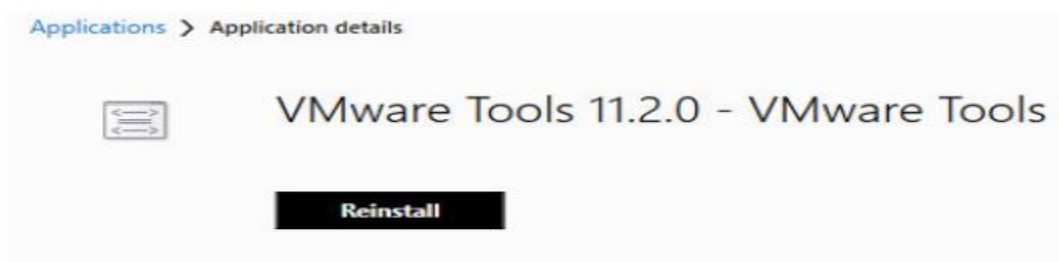 Applications > Application details
VMware Tools 11.2.0 - VMware Tools
Reinstall